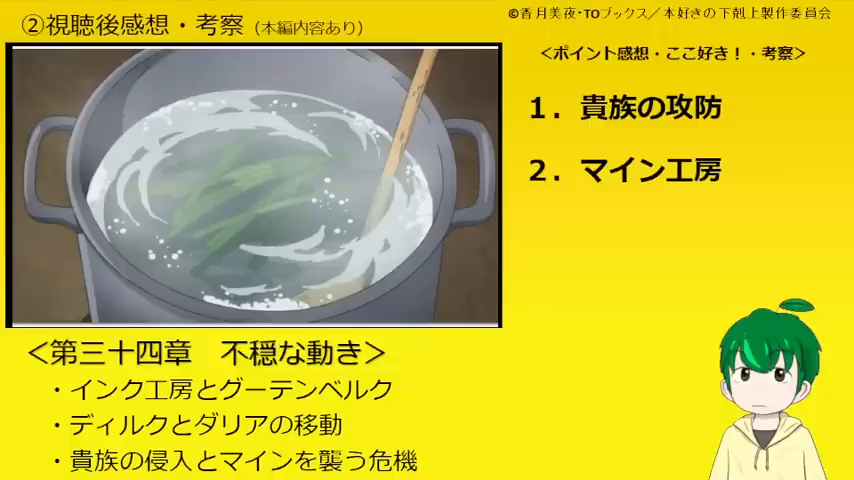 ②視聴後感想・考察（本編内容あり）
©香月美夜・TOブックス／本好きの下剋上製作委員会
＜ポイント感想・ここ好き！・考察＞
１．貴族の攻防
２．マイン工房
＜第三十四章　不穏な動き＞
・インク工房とグーテンベルク
・ディルクとダリアの移動
・貴族の侵入とマインを襲う危機